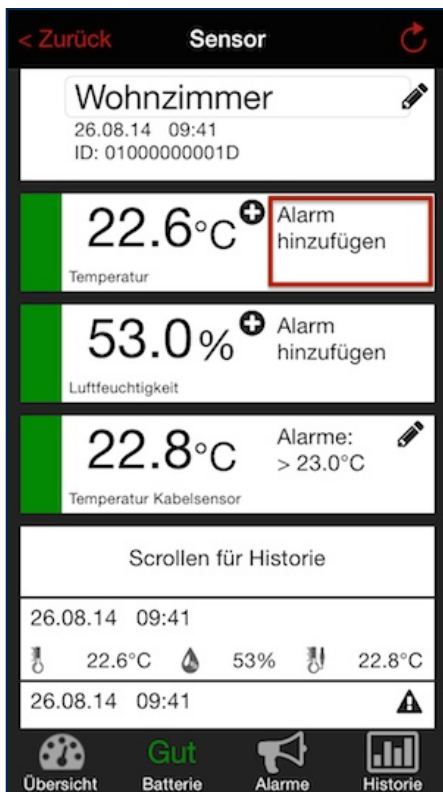 < Zurück Sensor
Wohnzimmer
26.08.14 09:41
ID: 01000000001D
22.6°C
Alarm
hinzufügen
Temperatur
53.0%
Alarm
hinzufügen
Luftfeuchtigkeit
22.8°C
Alarme:
> 23.0°C
Temperatur Kabelsensor
Scrollen für Historie
26.08.14 09:41
22.6°C 53% 22.8°C
26.08.14 09:41
Gut
Übersicht Batterie Alarme Historie